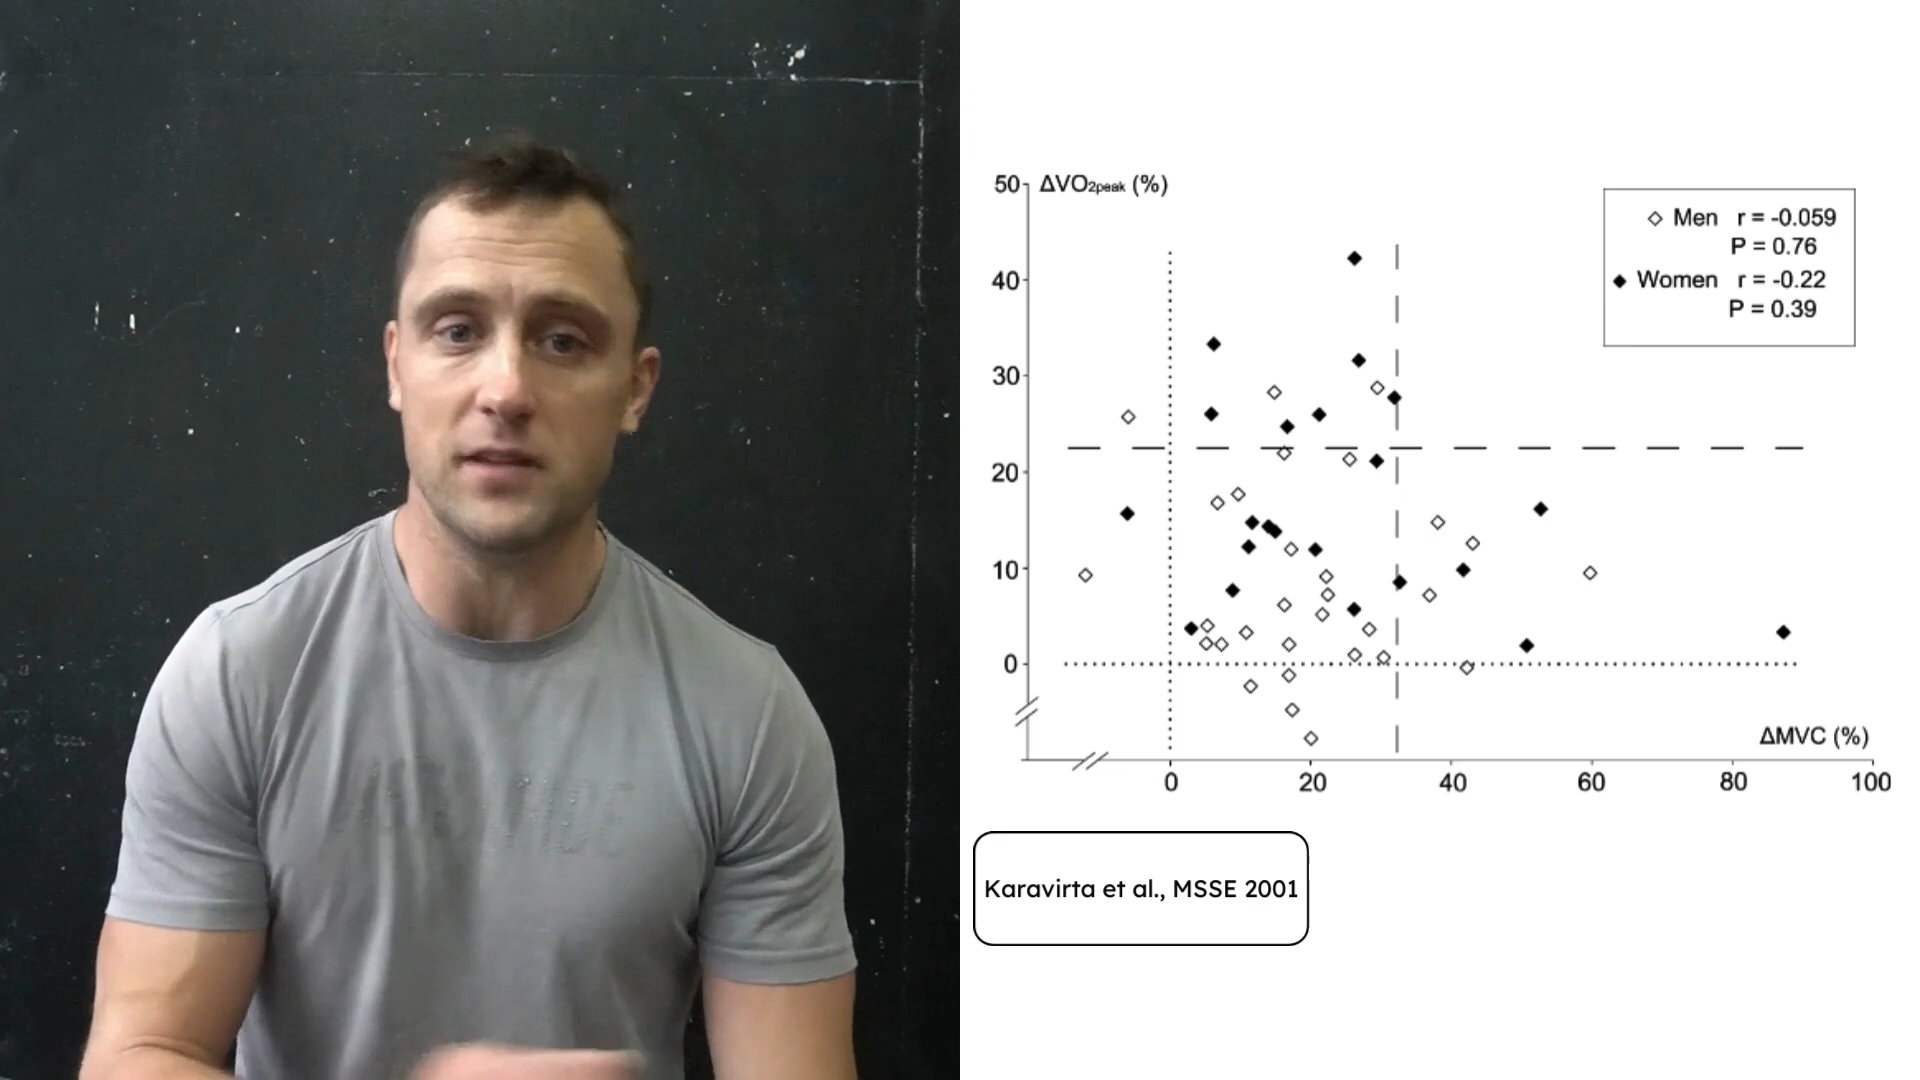 50
ΔVO2peak (%)
◇ Men r = -0.059
P = 0.76
◆ Women r = -0.22
P = 0.39
40
30
20
10
0
ΔMVC (%)
0 20 40 60 80 100
Karavirta et al., MSSE 2001